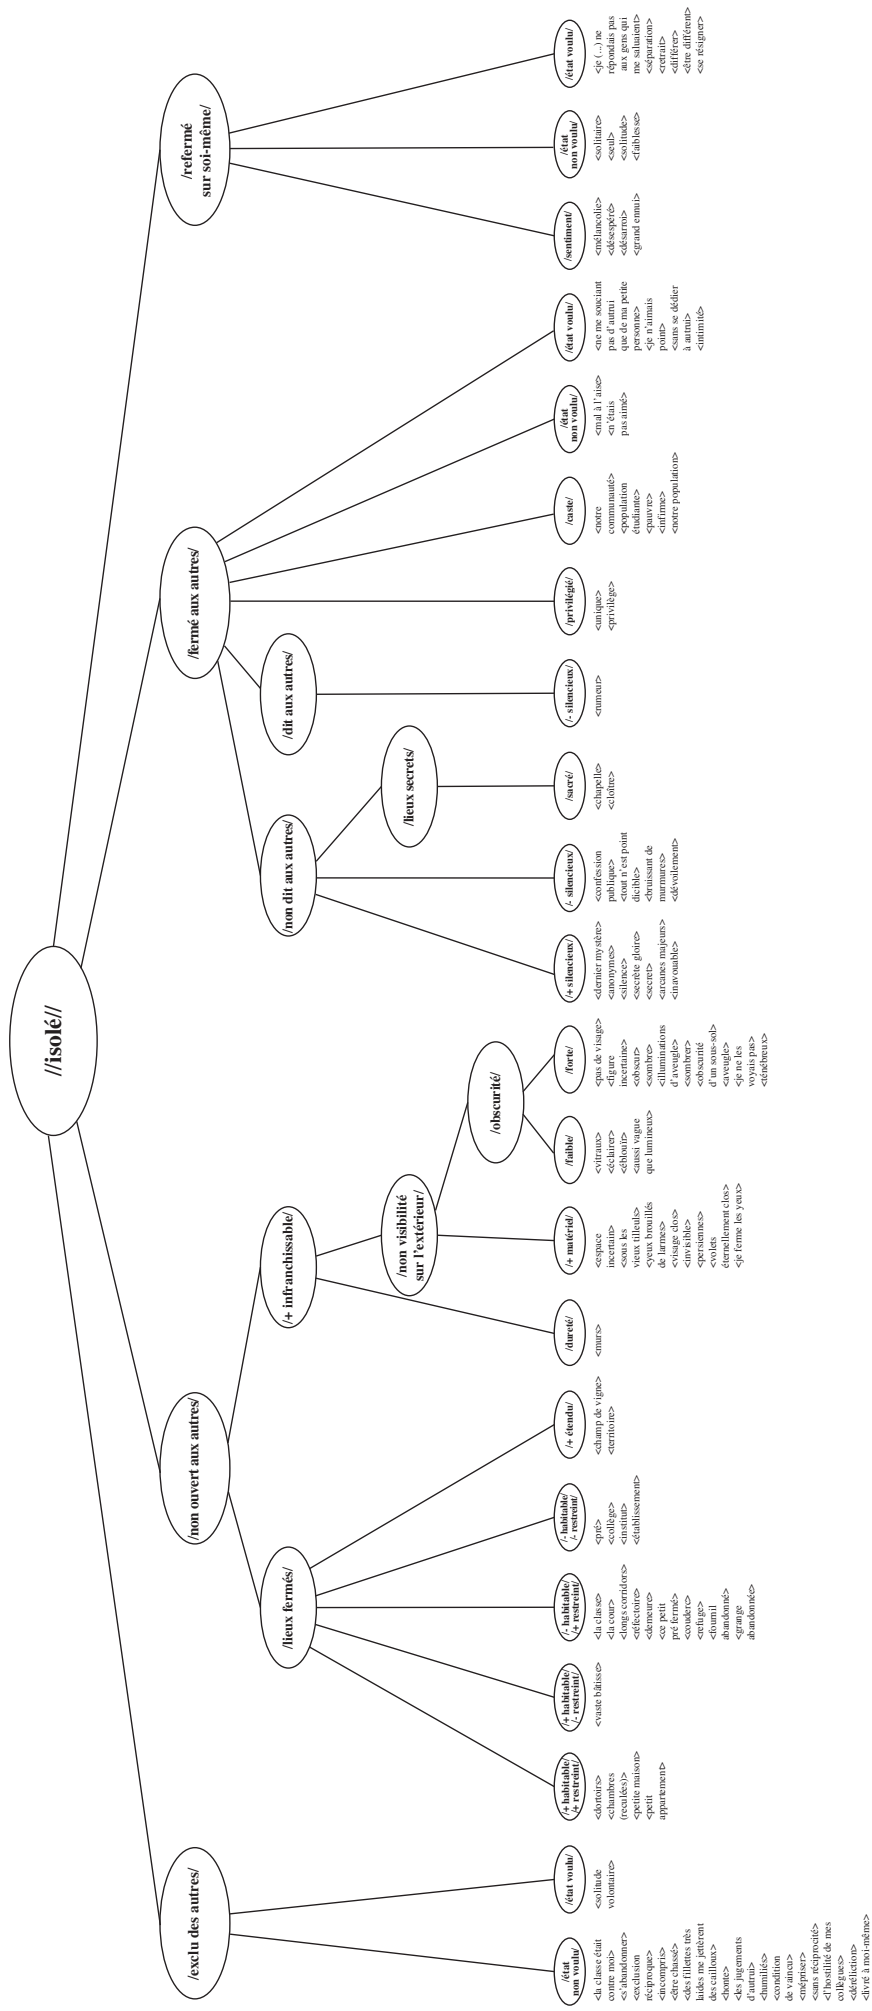 //isolé//
/exclu des autres/
/non ouvert aux autres/
/fermé aux autres/
/refermé
sur soi-même/
/lieux fermés/
/+ infranchissable/
/non dit aux autres/
/dit aux autres/
/non visibilité
sur l'extérieur/
/lieux secrets/
/obscurité/
/état
non voulu/
<la classe était
contre moi>
<s'abandonner>
<exclusion
réciproque>
<incompris>
<être chassé>
<des fillettes très
laides me jetèrent
des cailloux>
<honte>
<les jugements
d'autrui>
<humiliés>
<condition
de vaincu>
<mépriser>
<sans réciprocité>
<l'hostilité de mes
collègues>
<déréliction>
<livré à moi-même>
/état voulu/
<solitude
volontaire>
/+ habitable/
/+ restreint/
<dortoirs>
<chambres
(reculées)>
<petite maison>
<petit
appartement>
/+ habitable/
/- restreint/
<vaste bâtisse>
/- habitable/
/+ restreint/
<la classe>
<la cour>
<longs corridors>
<réfectoire>
<demeure>
<ce petit
pré fermé>
<couderc>
<refuge>
<fournil
abandonné>
<grange
abandonnée>
/- habitable/
/- restreint/
<pré>
<collège>
<institut>
<établissement>
/+ étendu/
<champ de vigne>
<territoire>
/dureté/
<murs>
/+ matériel/
<espace
incertain>
<sous les
vieux tilleuls>
<yeux brouillés
de larmes>
<visage clos>
<invisible>
<persiennes>
<volets
éternellement clos>
<je ferme les yeux>
/faible/
<vitraux>
<éclairer>
<éblouir>
<aussi vague
que lumineux>
/forte/
<pas de visage>
<figure
incertaine>
<obscur>
<sombre>
<illuminations
d'aveugle>
<sombrer>
<obscurité
d'un sous-sol>
<aveugle>
<je ne les
voyais pas>
<ténébreux>
/+ silencieux/
<dernier mystère>
<anonymes>
<silence>
<secrète gloire>
<secret>
<arcanes majeurs>
<inavouable>
/- silencieux/
<confession
publique>
<tout n'est point
dicible>
<bruissant de
murmures>
<dévoilement>
/sacré/
<chapelle>
<cloître>
/- silencieux/
<rumeur>
/privilégié/
<unique>
<privilège>
/caste/
<notre
communauté>
<population
étudiante>
<pauvre>
<infirme>
<notre population>
/état
non voulu/
<mal à l'aise>
<n'étais
pas aimé>
/état voulu/
<ne me souciant
pas d'autrui
que de ma petite
personne>
<je n'aimais
point>
<sans se dédier
à autrui>
<intimité>
/sentiment/
<mélancolie>
<désespéré>
<désarroi>
<grand ennui>
/état
non voulu/
<solitaire>
<seul>
<solitude>
<faiblesse>
/état voulu/
<je (...) ne
répondais pas
aux gens qui
me saluaient>
<séparation>
<retrait>
<différer>
<être différent>
<se résigner>